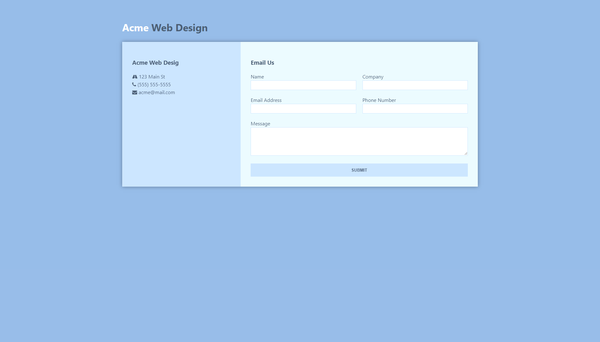 Acme Web Design
Acme Web Desig
123 Main St
(555) 555-5555
acme@mail.com
Email Us
Name
Company
Email Address
Phone Number
Message
SUBMIT